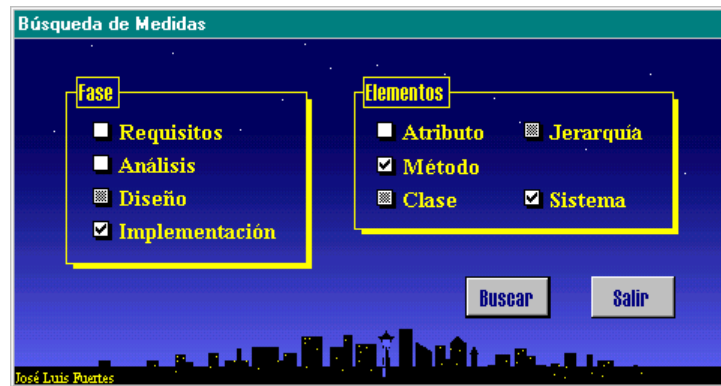 Búsqueda de Medidas
Fase
Requisitos
Análisis
Diseño
Implementación
Elementos
Atributo
Jerarquía
Método
Clase
Sistema
Buscar
Salir
José Luis Fuertes